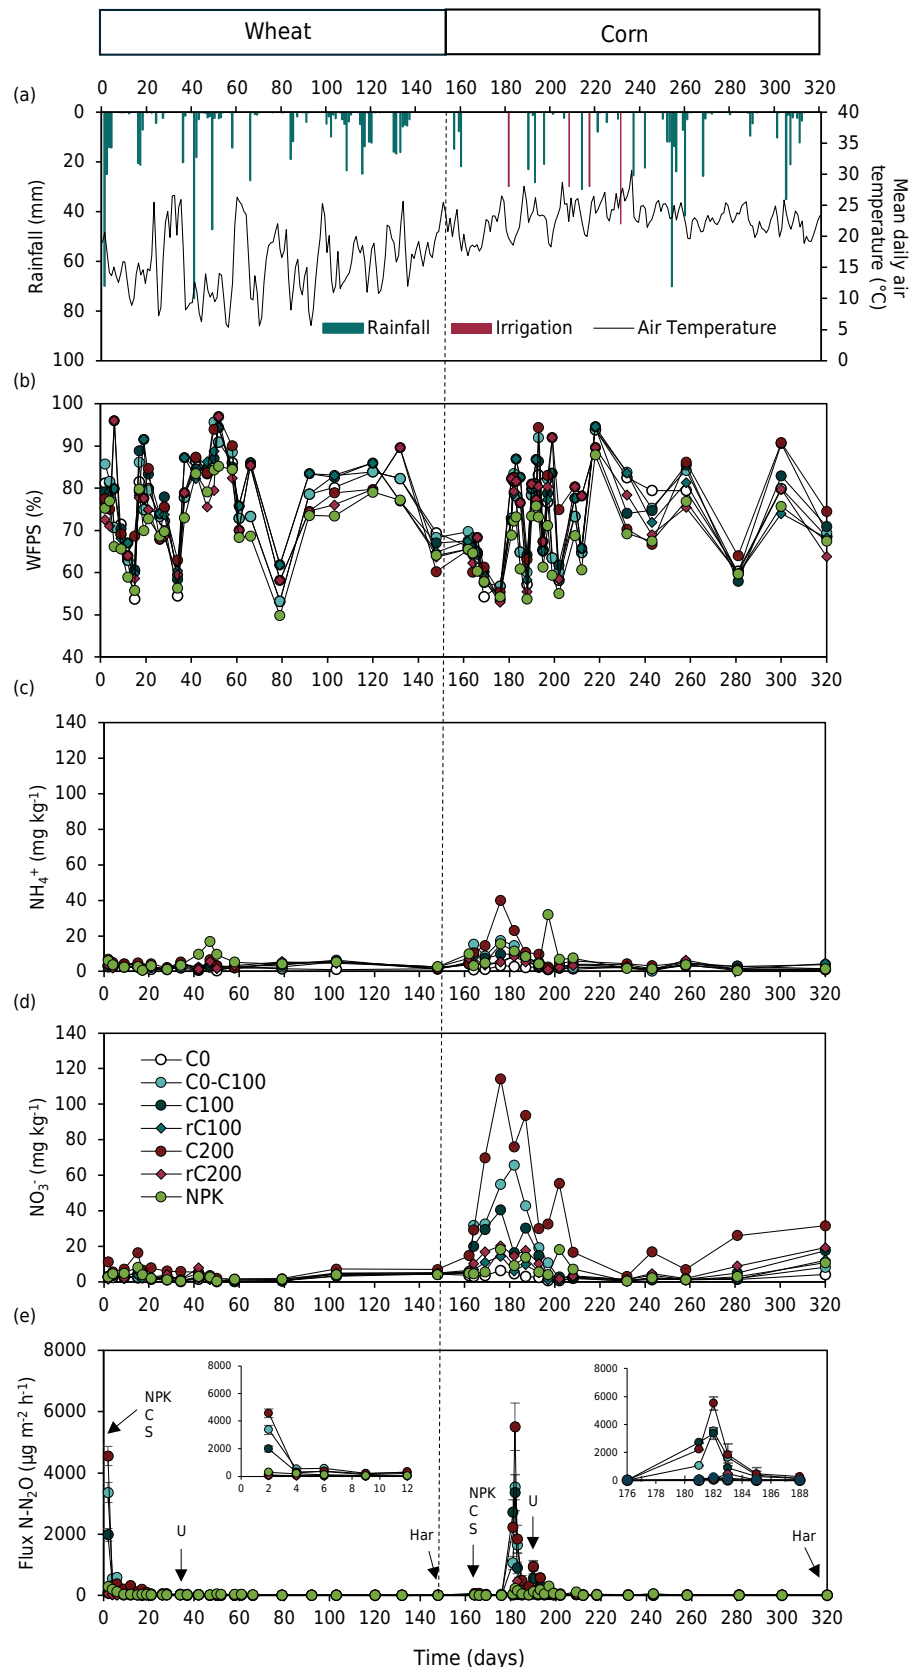 Wheat Corn
(a)
0 20 40 60 80 100 120 140 160 180 200 220 240 260 280 300 320
0 20 40 60 80 100
Rainfall (mm)
40 35 30 25 20 15 10 5 0
Mean daily air
temperature (°C)
Rainfall Irrigation Air Temperature
(b)
100 90 80 70 60 50 40
WFPS (%)
0 20 40 60 80 100 120 140 160 180 200 220 240 260 280 300 320
(c)
140 120 100 80 60 40 20 0
NH₄⁺ (mg kg⁻¹)
0 20 40 60 80 100 120 140 160 180 200 220 240 260 280 300 320
(d)
140 120 100 80 60 40 20 0
NO₃⁻ (mg kg⁻¹)
C0
C0-C100
C100
rC100
C200
rC200
NPK
0 20 40 60 80 100 120 140 160 180 200 220 240 260 280 300 320
(e)
8000 6000 4000 2000 0
Flux N-N₂O (µg m⁻² h⁻¹)
NPK
C
S
U
8000 6000 4000 2000 0
0 2 4 6 8 10 12
Har
NPK
C
S
U
8000 6000 4000 2000 0
176 178 180 182 184 186 188
Har
0 20 40 60 80 100 120 140 160 180 200 220 240 260 280 300 320
Time (days)